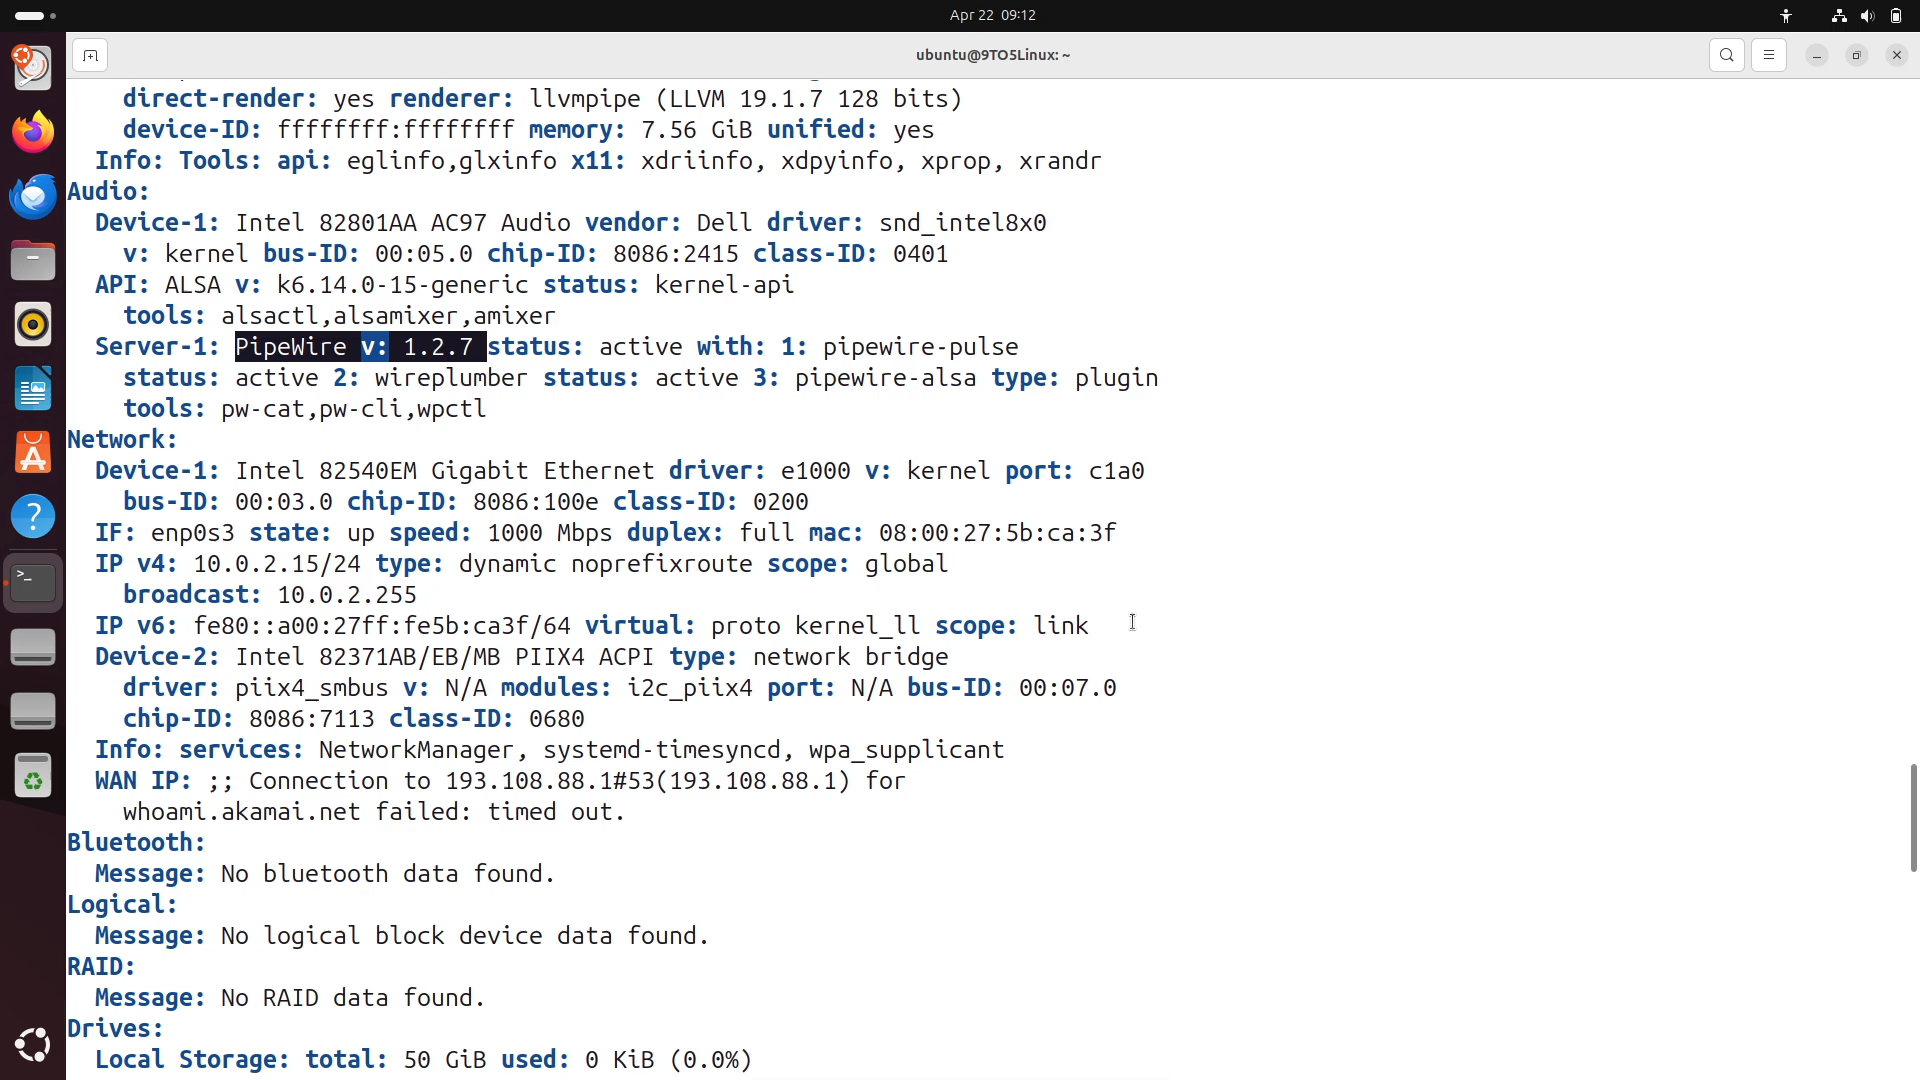 Apr 22 09:12
ubuntu@9TO5Linux: ~
direct-render: yes renderer: llvmpipe (LLVM 19.1.7 128 bits)
device-ID: ffffffff:ffffffff memory: 7.56 GiB unified: yes
Info: Tools: api: eglinfo,glxinfo x11: xdriinfo, xdpyinfo, xprop, xrandr
Audio:
Device-1: Intel 82801AA AC97 Audio vendor: Dell driver: snd_intel8x0
v: kernel bus-ID: 00:05.0 chip-ID: 8086:2415 class-ID: 0401
API: ALSA v: k6.14.0-15-generic status: kernel-api
tools: alsactl,alsamixer,amixer
Server-1: PipeWire v: 1.2.7 status: active with: 1: pipewire-pulse
status: active 2: wireplumber status: active 3: pipewire-alsa type: plugin
tools: pw-cat,pw-cli,wpctl
Network:
Device-1: Intel 82540EM Gigabit Ethernet driver: e1000 v: kernel port: c1a0
bus-ID: 00:03.0 chip-ID: 8086:100e class-ID: 0200
IF: enp0s3 state: up speed: 1000 Mbps duplex: full mac: 08:00:27:5b:ca:3f
IP v4: 10.0.2.15/24 type: dynamic noprefixroute scope: global
broadcast: 10.0.2.255
IP v6: fe80::a00:27ff:fe5b:ca3f/64 virtual: proto kernel_ll scope: link
Device-2: Intel 82371AB/EB/MB PIIX4 ACPI type: network bridge
driver: piix4_smbus v: N/A modules: i2c_piix4 port: N/A bus-ID: 00:07.0
chip-ID: 8086:7113 class-ID: 0680
Info: services: NetworkManager, systemd-timesyncd, wpa_supplicant
WAN IP: ;; Connection to 193.108.88.1#53(193.108.88.1) for
whoami.akamai.net failed: timed out.
Bluetooth:
Message: No bluetooth data found.
Logical:
Message: No logical block device data found.
RAID:
Message: No RAID data found.
Drives:
Local Storage: total: 50 GiB used: 0 KiB (0.0%)